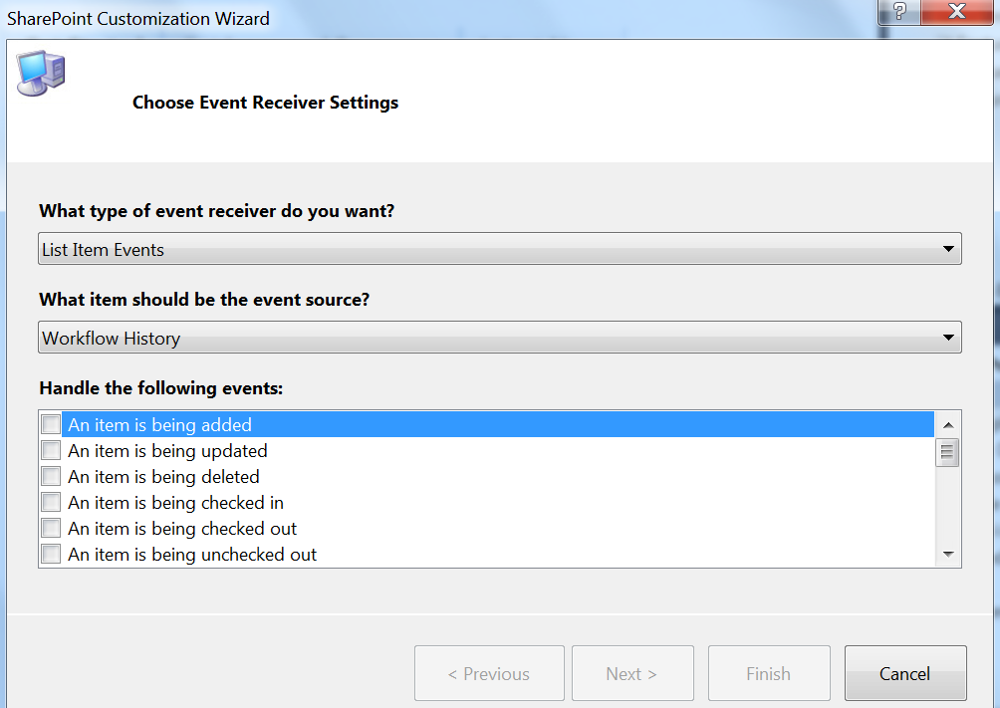 SharePoint Customization Wizard
?
X
Choose Event Receiver Settings
What type of event receiver do you want?
List Item Events
What item should be the event source?
Workflow History
Handle the following events:
An item is being added
An item is being updated
An item is being deleted
An item is being checked in
An item is being checked out
An item is being unchecked out
< Previous
Next >
Finish
Cancel